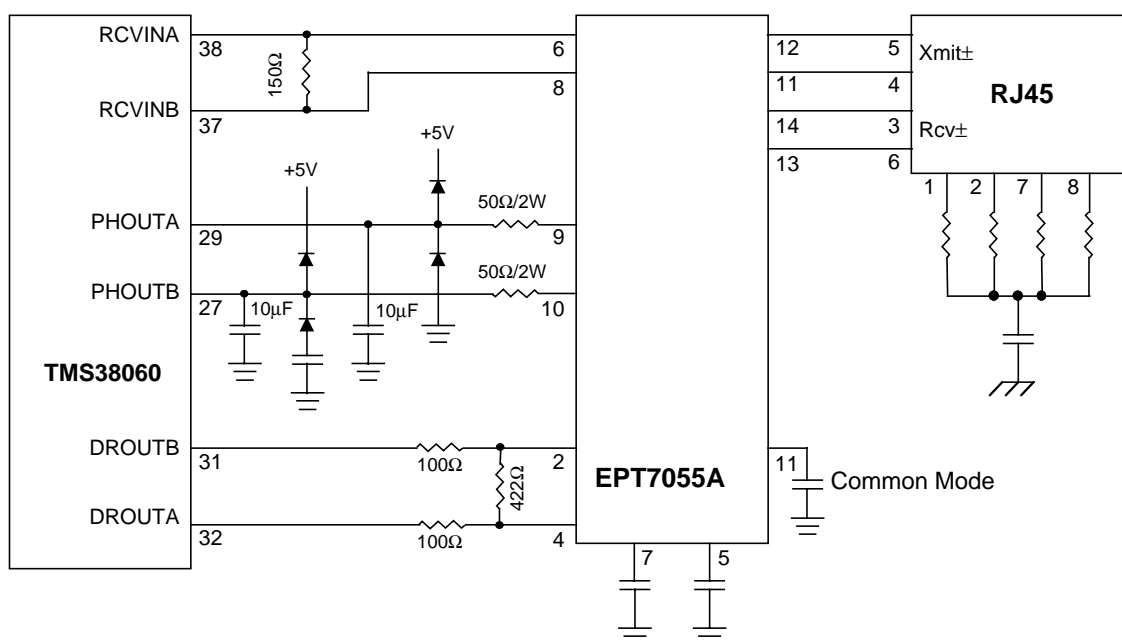 RCVINA
38
6
12
5
Xmit±
150Ω
8
11
4
RJ45
RCVINB
37
14
3
Rcv±
+5V
13
6
+5V
1
2
7
8
50Ω/2W
PHOUTA
29
9
50Ω/2W
PHOUTB
27
10µF
10µF
10
TMS38060
DROUTB
31
100Ω
2
422Ω
EPT7055A
11
Common Mode
DROUTA
32
100Ω
4
7
5